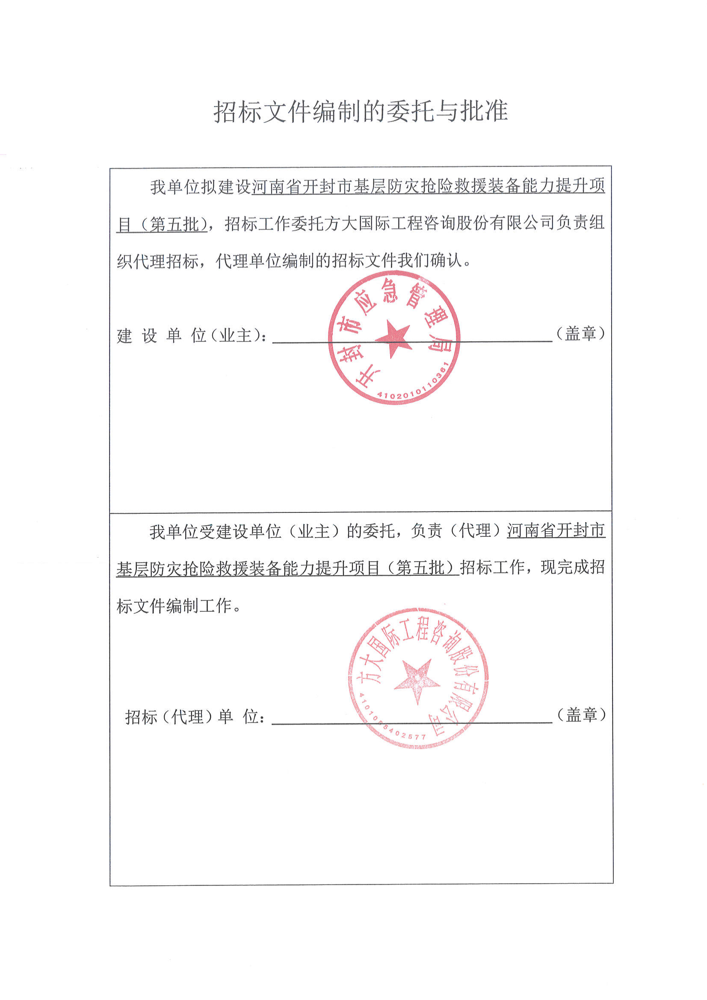 招标文件编制的委托与批准
我单位拟建设河南省开封市基层防灾抢险救援装备能力提升项
目（第五批），招标工作委托方大国际工程咨询股份有限公司负责组
织代理招标，代理单位编制的招标文件我们确认。
开封市应急管理局
建 设 单 位（业主）：（盖章）
4102010110361
我单位受建设单位（业主）的委托，负责（代理）河南省开封市
基层防灾抢险救援装备能力提升项目（第五批）招标工作，现完成招
标文件编制工作。
方大国际工程咨询股份有限公司
招标（代理）单 位：（盖章）
4101055402577